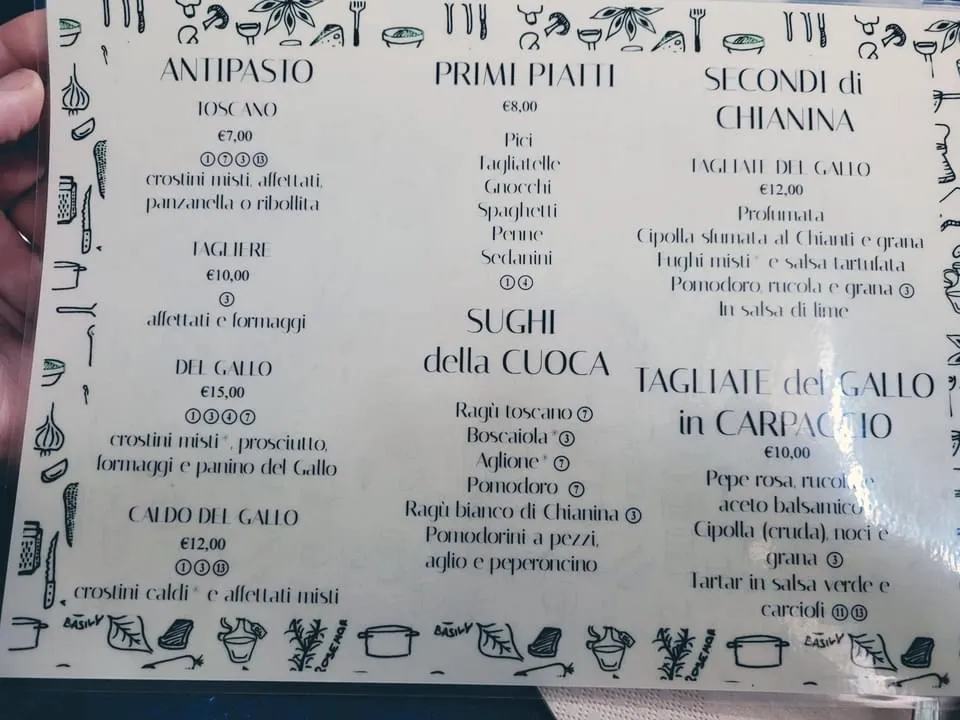 ANTIPASTO
TOSCANO
€7,00
①⑦③⑬
crostini misti, affettati,
panzanella o ribollita
TAGLIERE
€10,00
③
affettati e formaggi
DEL GALLO
€15,00
①③④⑦
crostini misti*, prosciutto,
formaggi e panino del Gallo
CALDO DEL GALLO
€12,00
①③⑬
crostini caldi* e affettati misti
PRIMI PIATTI
€8,00
Pici
Tagliatelle
Gnocchi
Spaghetti
Penne
Sedanini
①④
SUGHI
della CUOCA
Ragù toscano ⑦
Boscaiola*③
Aglione* ⑦
Pomodoro ⑦
Ragù bianco di Chianina ③
Pomodorini a pezzi,
aglio e peperoncino
SECONDI di
CHIANINA
TAGLIATE DEL GALLO
€12,00
Profumata
Cipolla sfumata al Chianti e grana
Fughi misti* e salsa tartufata
Pomodoro, rucola e grana ③
In salsa di lime
TAGLIATE del GALLO
in CARPACCIO
€10,00
Pepe rosa, rucola e
aceto balsamico
Cipolla (cruda), noci e
grana ③
Tartar in salsa verde e
carciofi ⑪⑬
BASILY
ROSEMAR
BASILY
ROSEMAR
BASILY